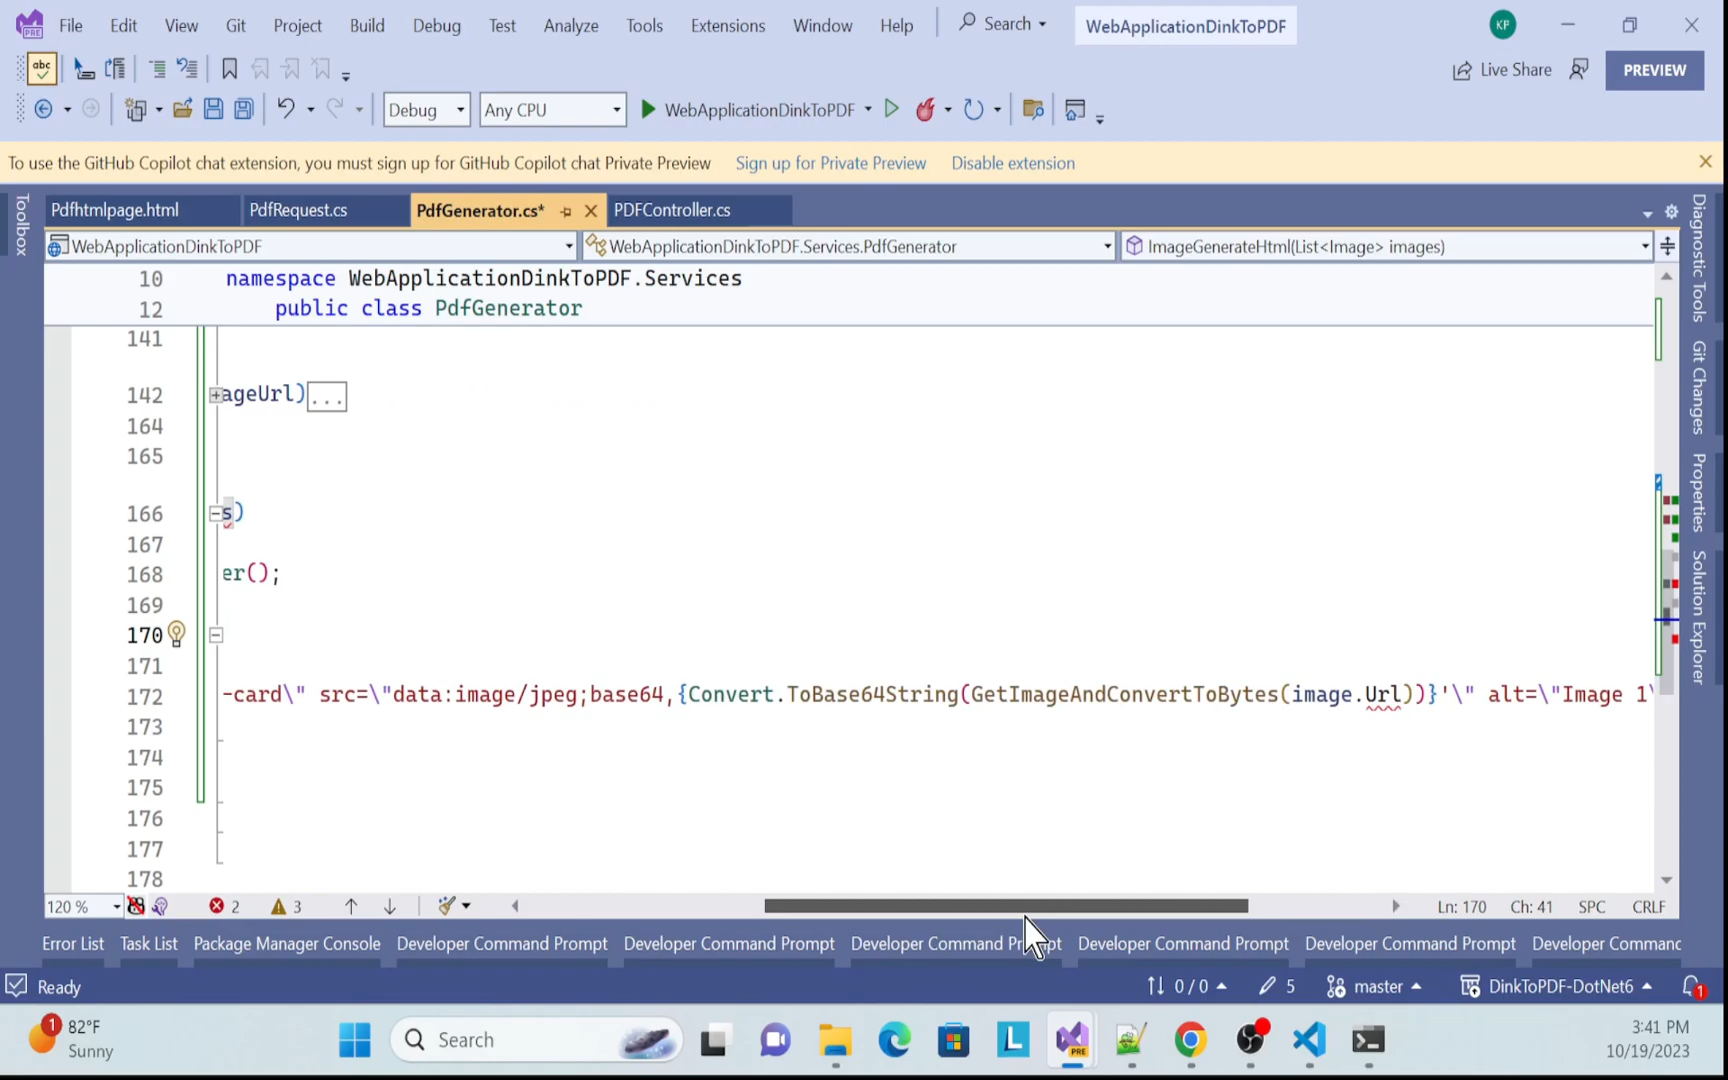 File Edit View Git Project Build Debug Test Analyze Tools Extensions Window Help Search WebApplicationDinkToPDF KP
PRE
abc Live Share PREVIEW
Debug Any CPU WebApplicationDinkToPDF
To use the GitHub Copilot chat extension, you must sign up for GitHub Copilot chat Private Preview Sign up for Private Preview Disable extension
Toolbox
Pdfhtmlpage.html PdfRequest.cs PdfGenerator.cs* PDFController.cs
WebApplicationDinkToPDF WebApplicationDinkToPDF.Services.PdfGenerator ImageGenerateHtml(List<Image> images)
10 namespace WebApplicationDinkToPDF.Services
12 public class PdfGenerator
141
142 ageUrl)...
164
165
166 s)
167
168 er();
169
170
171
172 -card\" src=\"data:image/jpeg;base64,{Convert.ToBase64String(GetImageAndConvertToBytes(image.Url))}'\" alt=\"Image 1\
173
174
175
176
177
178
Diagnostic Tools
Git Changes
Properties
Solution Explorer
120 % 2 3 Ln: 170 Ch: 41 SPC CRLF
Error List Task List Package Manager Console Developer Command Prompt Developer Command Prompt Developer Command Prompt Developer Command Prompt Developer Command Prompt Developer Command
Ready 0 / 0 5 master DinkToPDF-DotNet6 1
1 82°F
Sunny
Search
L
PRE
3:41 PM
10/19/2023